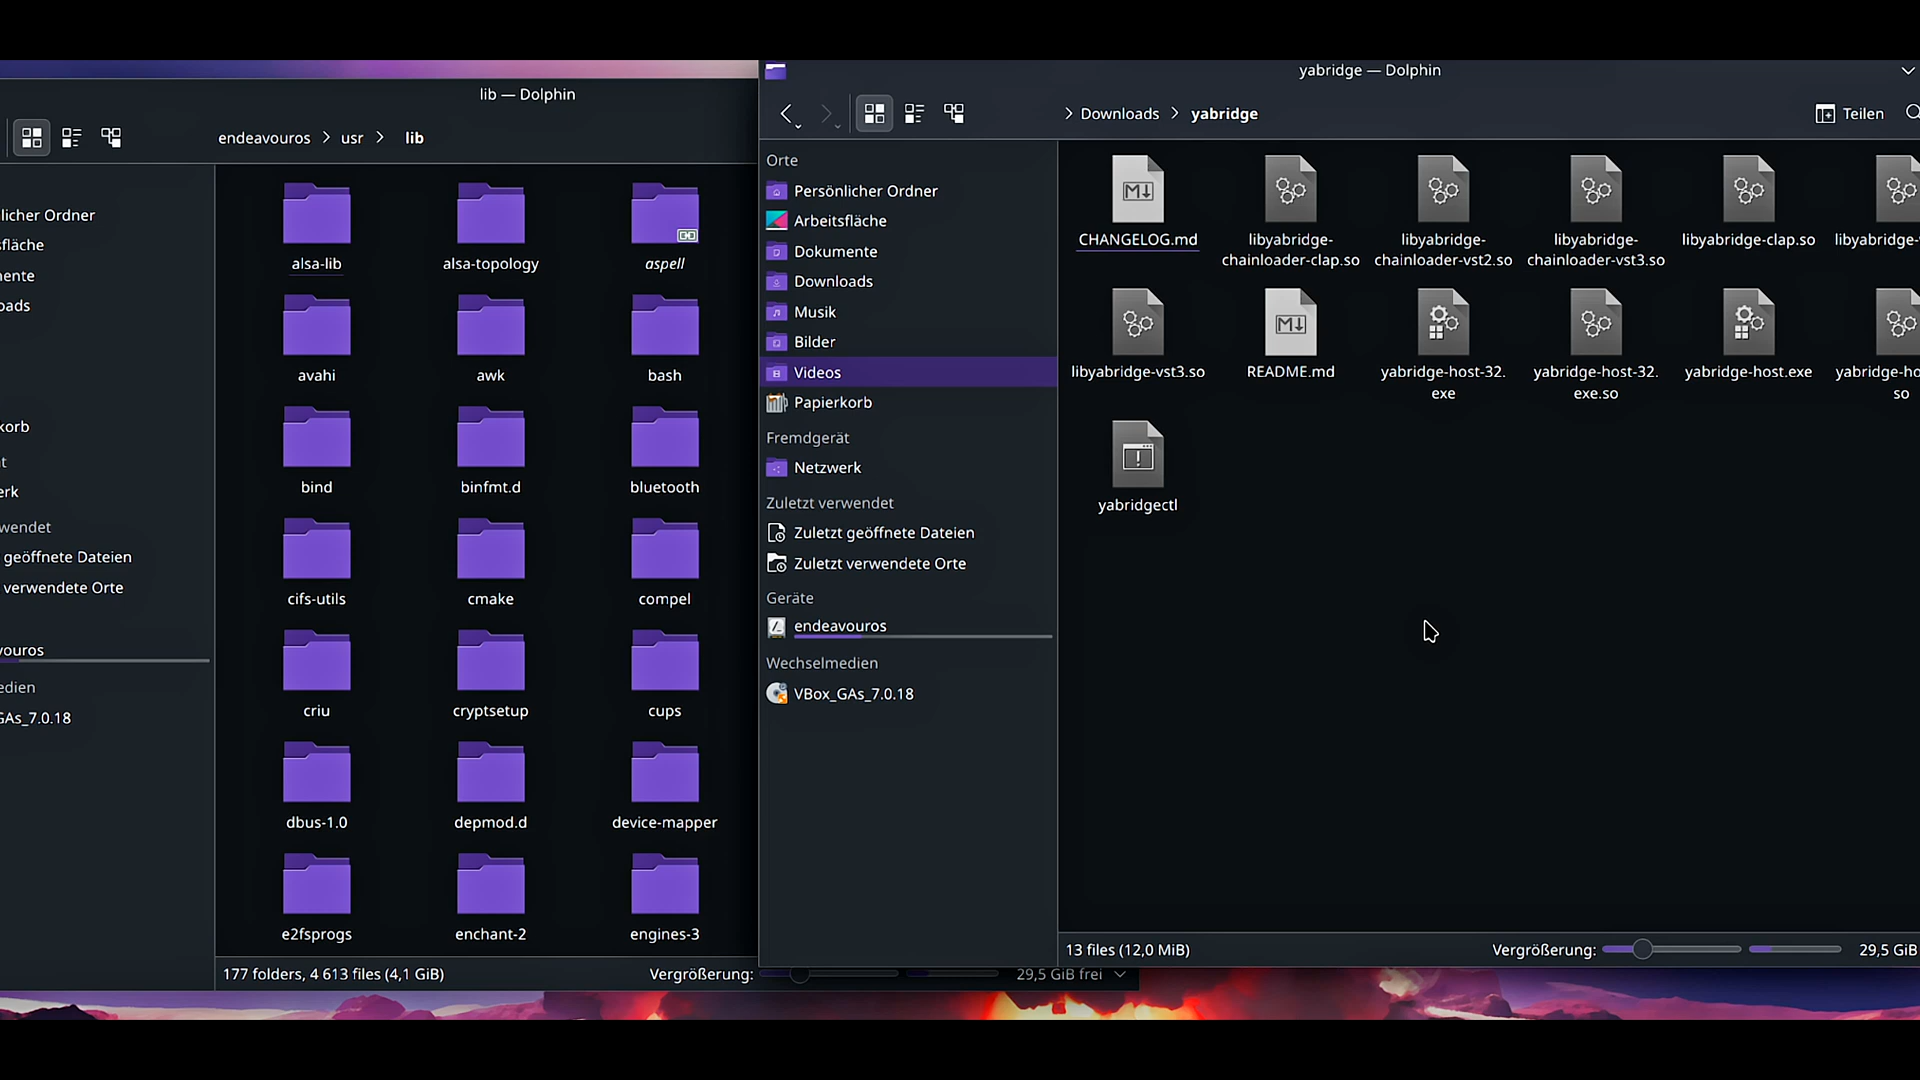 lib — Dolphin
endeavouros > usr > lib
licher Ordner
sfläche
nente
oads
korb
t
erk
wendet
geöffnete Dateien
verwendete Orte
vouros
edien
GAs_7.0.18
alsa-lib
alsa-topology
aspell
avahi
awk
bash
bind
binfmt.d
bluetooth
cifs-utils
cmake
compel
criu
cryptsetup
cups
dbus-1.0
depmod.d
device-mapper
e2fsprogs
enchant-2
engines-3
177 folders, 4 613 files (4,1 GiB)
Vergrößerung:
29,5 GiB frei
yabridge — Dolphin
> Downloads > yabridge
Teilen
Orte
Persönlicher Ordner
Arbeitsfläche
Dokumente
Downloads
Musik
Bilder
Videos
Papierkorb
Fremdgerät
Netzwerk
Zuletzt verwendet
Zuletzt geöffnete Dateien
Zuletzt verwendete Orte
Geräte
endeavouros
Wechselmedien
VBox_GAs_7.0.18
CHANGELOG.md
libyabridge-
chainloader-clap.so
libyabridge-
chainloader-vst2.so
libyabridge-
chainloader-vst3.so
libyabridge-clap.so
libyabridge-
libyabridge-vst3.so
README.md
yabridge-host-32.
exe
yabridge-host-32.
exe.so
yabridge-host.exe
yabridge-ho
so
yabridgectl
13 files (12,0 MiB)
Vergrößerung:
29,5 GiB